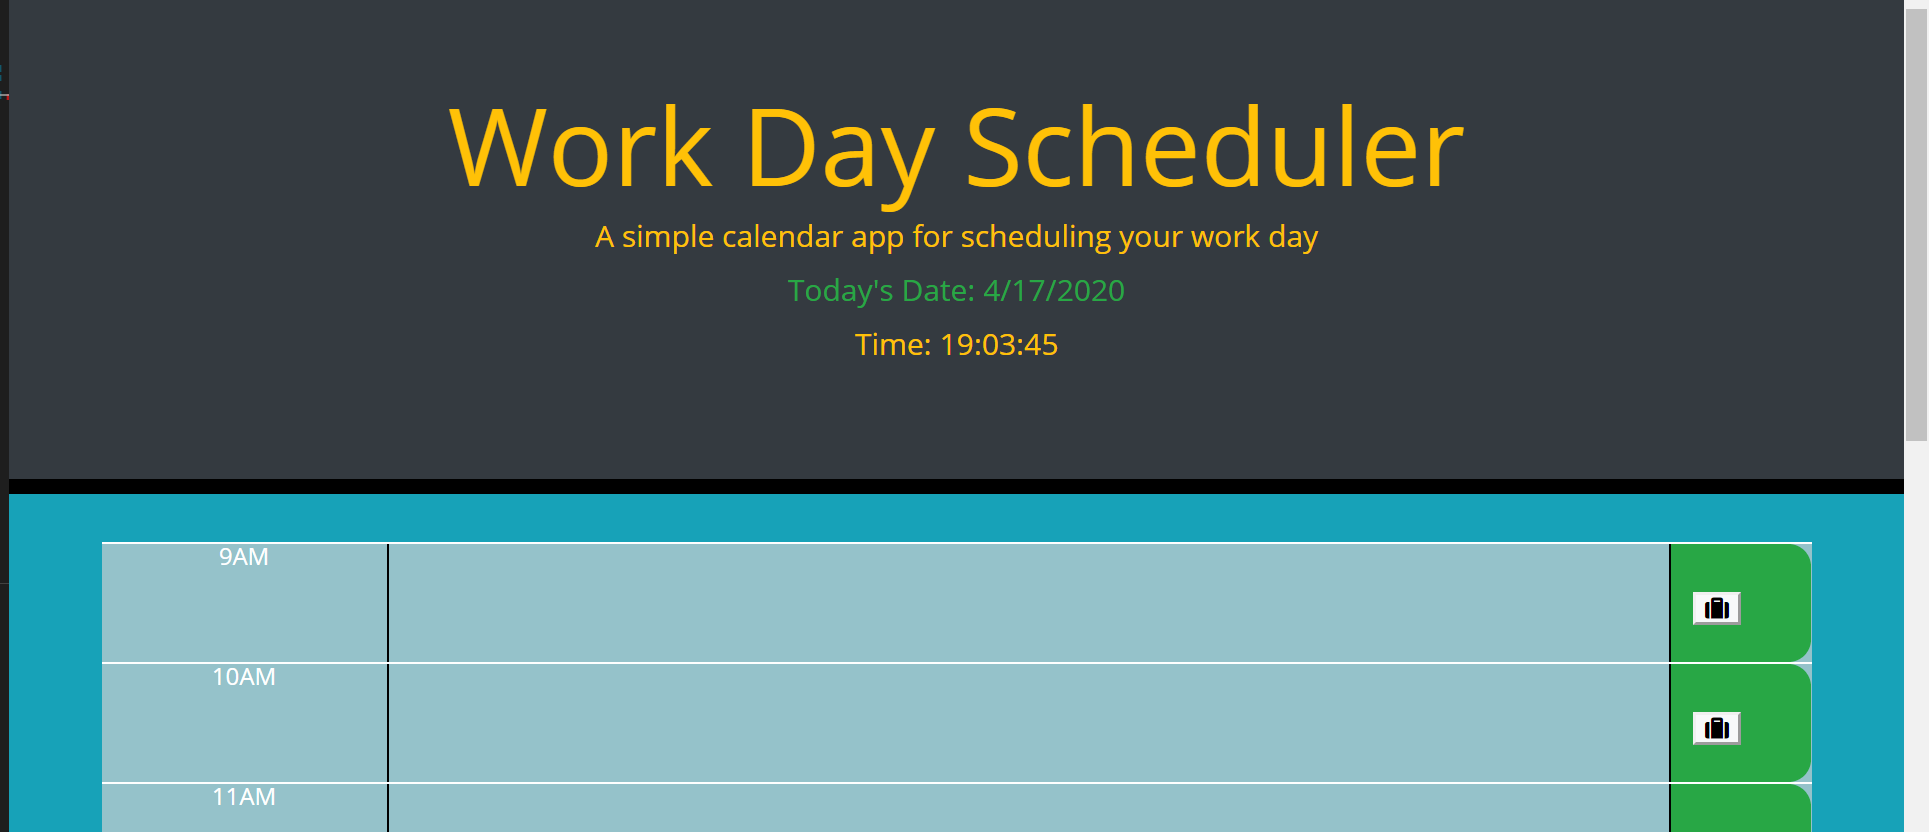 Work Day Scheduler
A simple calendar app for scheduling your work day
Today's Date: 4/17/2020
Time: 19:03:45
9AM
10AM
11AM